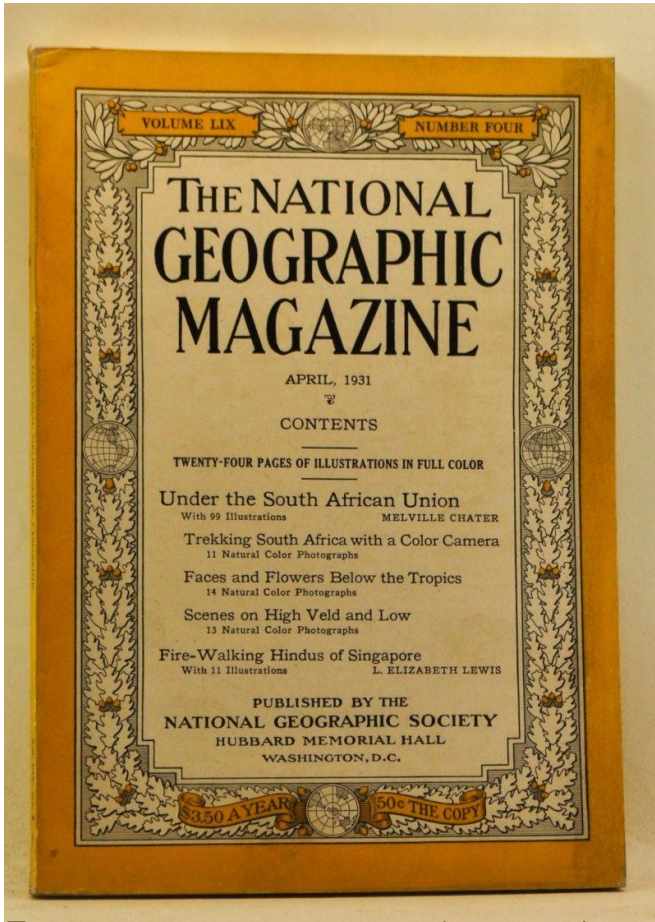 VOLUME LIX
NUMBER FOUR
THE NATIONAL
GEOGRAPHIC
MAGAZINE
APRIL, 1931
CONTENTS
TWENTY-FOUR PAGES OF ILLUSTRATIONS IN FULL COLOR
Under the South African Union
With 99 Illustrations MELVILLE CHATER
Trekking South Africa with a Color Camera
11 Natural Color Photographs
Faces and Flowers Below the Tropics
14 Natural Color Photographs
Scenes on High Veld and Low
13 Natural Color Photographs
Fire-Walking Hindus of Singapore
With 11 Illustrations L. ELIZABETH LEWIS
PUBLISHED BY THE
NATIONAL GEOGRAPHIC SOCIETY
HUBBARD MEMORIAL HALL
WASHINGTON, D.C.
$3.50 A YEAR
50¢ THE COPY